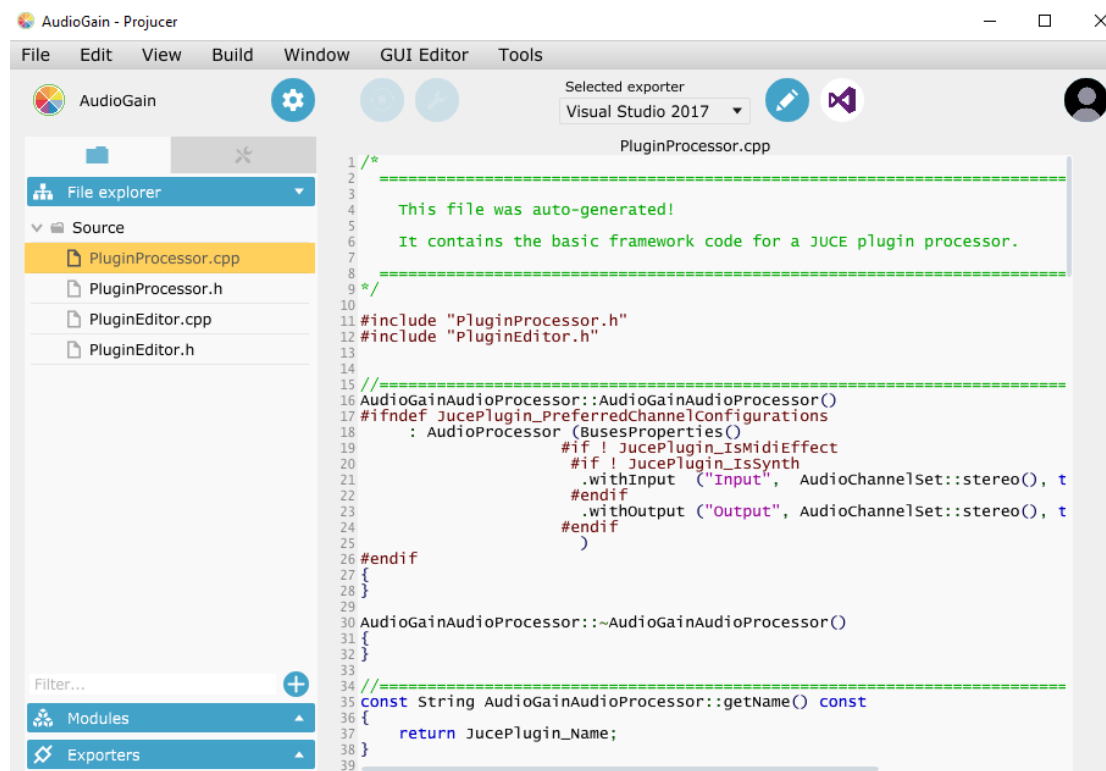 AudioGain - Projucer
File Edit View Build Window GUI Editor Tools
AudioGain
Selected exporter
Visual Studio 2017
File explorer
Source
PluginProcessor.cpp
PluginProcessor.h
PluginEditor.cpp
PluginEditor.h
Filter...
Modules
Exporters
PluginProcessor.cpp
1 /*
2   ==============================================================================
3
4     This file was auto-generated!
5
6     It contains the basic framework code for a JUCE plugin processor.
7
8   ==============================================================================
9 */
10
11 #include "PluginProcessor.h"
12 #include "PluginEditor.h"
13
14
15 //==============================================================================
16 AudioGainAudioProcessor::AudioGainAudioProcessor()
17 #ifndef JucePlugin_PreferredChannelConfigurations
18      : AudioProcessor (BusesProperties()
19                      #if ! JucePlugin_IsMidiEffect
20                       #if ! JucePlugin_IsSynth
21                        .withInput  ("Input",  AudioChannelSet::stereo(), t
22                       #endif
23                        .withOutput ("Output", AudioChannelSet::stereo(), t
24                      #endif
25                        )
26 #endif
27 {
28 }
29
30 AudioGainAudioProcessor::~AudioGainAudioProcessor()
31 {
32 }
33
34 //==============================================================================
35 const String AudioGainAudioProcessor::getName() const
36 {
37     return JucePlugin_Name;
38 }
39